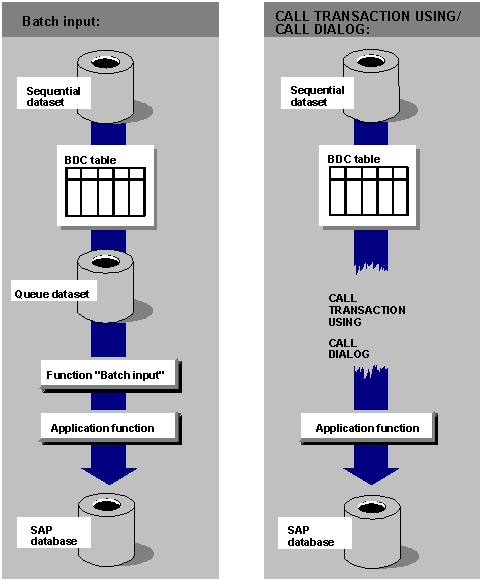 Batch input:
Sequential
dataset
BDC table
Queue dataset
Function "Batch input"
Application function
SAP
database
CALL TRANSACTION USING/
CALL DIALOG:
Sequential
dataset
BDC table
CALL
TRANSACTION
USING
CALL
DIALOG
Application function
SAP
database